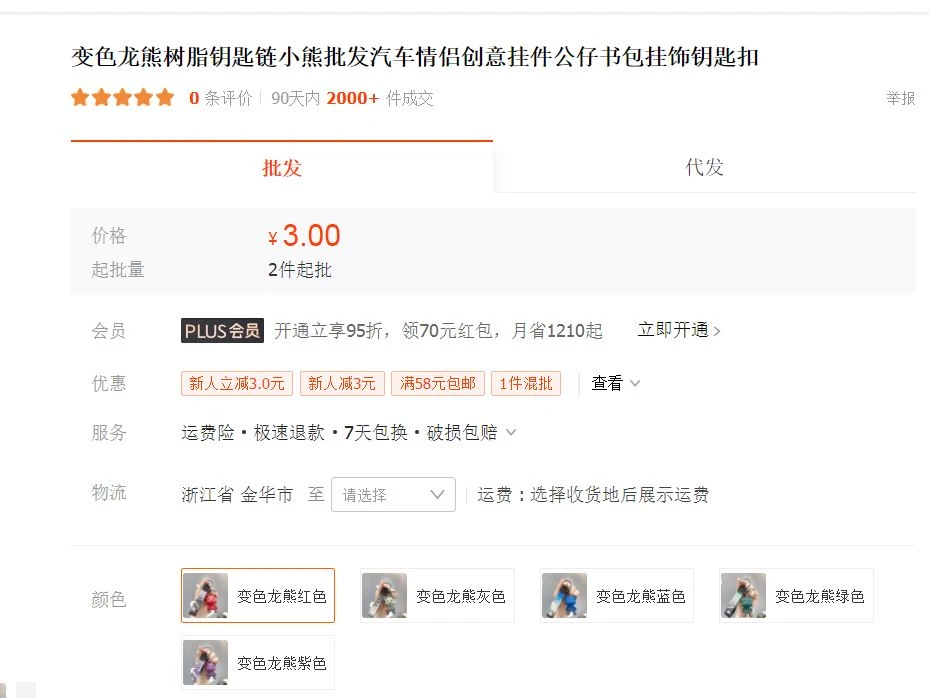 变色龙熊树脂钥匙链小熊批发汽车情侣创意挂件公仔书包挂饰钥匙扣
0 条评价 90天内 2000+ 件成交 举报
批发 代发
价格 ¥ 3.00
起批量 2件起批
会员 PLUS会员 开通立享95折，领70元红包，月省1210起 立即开通
优惠 新人立减3.0元 新人减3元 满58元包邮 1件混批 查看
服务 运费险·极速退款·7天包换·破损包赔
物流 浙江省 金华市 至 请选择 运费：选择收货地后展示运费
颜色 变色龙熊红色 变色龙熊灰色 变色龙熊蓝色 变色龙熊绿色
变色龙熊紫色